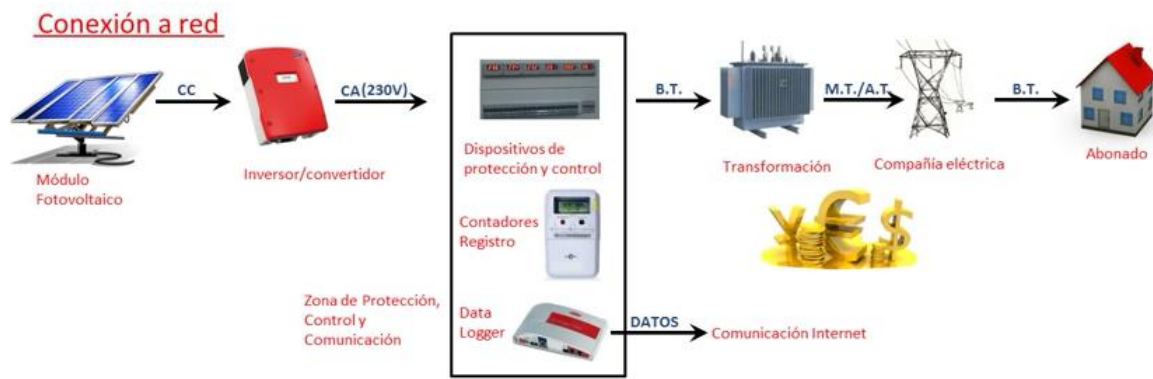 Conexión a red
CC
CA(230V)
B.T.
M.T./A.T.
B.T.
Módulo
Fotovoltaico
Inversor/convertidor
Dispositivos de
protección y control
Transformación
Compañía eléctrica
Abonado
Contadores
Registro
Zona de Protección,
Control y
Comunicación
Data
Logger
DATOS
Comunicación Internet